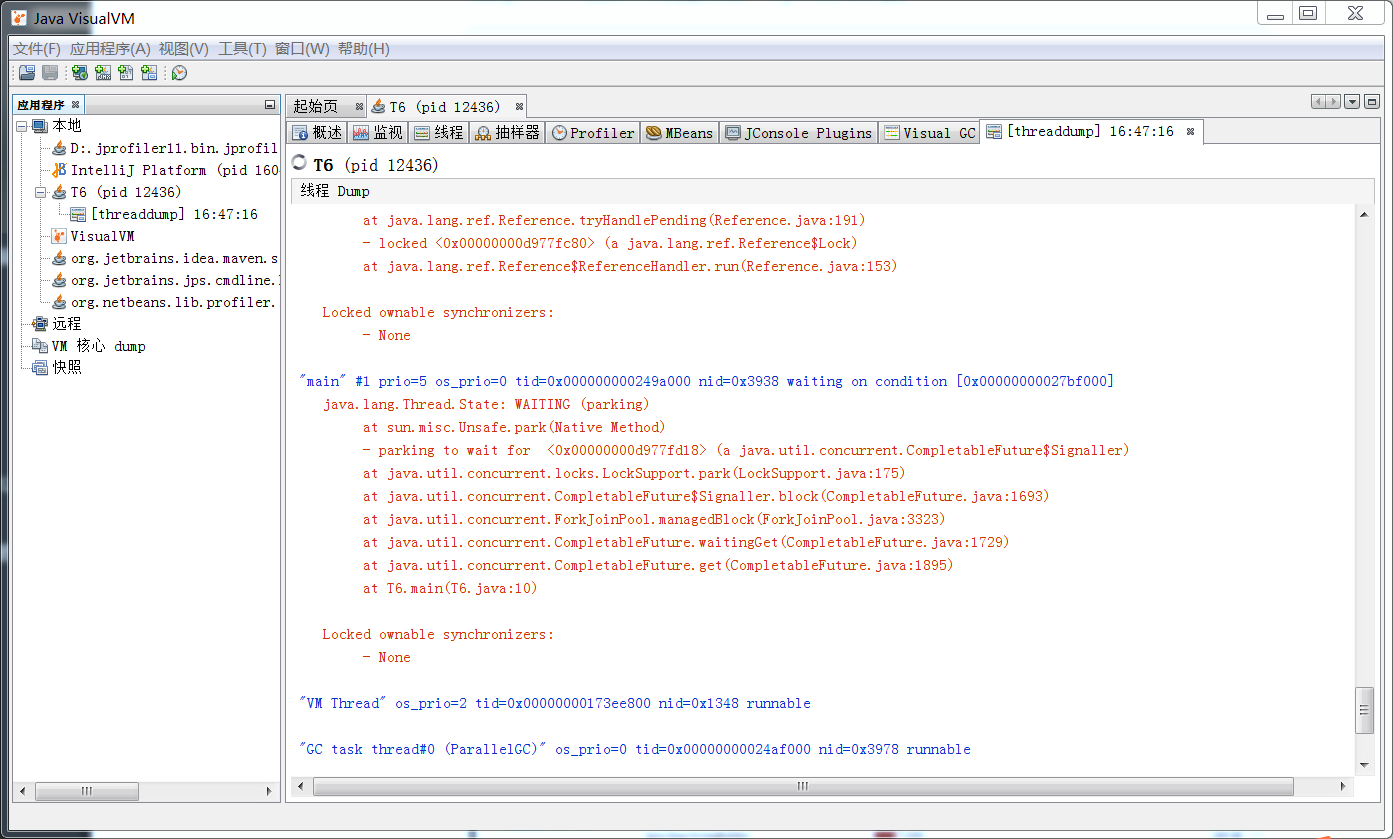 Java VisualVM
文件(F) 应用程序(A) 视图(V) 工具(T) 窗口(W) 帮助(H)
应用程序
本地
D:.jprofiler11.bin.jprofil
IntelliJ Platform (pid 160
T6 (pid 12436)
[threaddump] 16:47:16
VisualVM
org.jetbrains.idea.maven.s
org.jetbrains.jps.cmdline.
org.netbeans.lib.profiler.
远程
VM 核心 dump
快照
起始页 T6 (pid 12436)
概述 监视 线程 抽样器 Profiler MBeans JConsole Plugins Visual GC [threaddump] 16:47:16
T6 (pid 12436)
线程 Dump
at java.lang.ref.Reference.tryHandlePending(Reference.java:191)
- locked <0x00000000d977fc80> (a java.lang.ref.Reference$Lock)
at java.lang.ref.Reference$ReferenceHandler.run(Reference.java:153)
Locked ownable synchronizers:
- None
"main" #1 prio=5 os_prio=0 tid=0x000000000249a000 nid=0x3938 waiting on condition [0x00000000027bf000]
java.lang.Thread.State: WAITING (parking)
at sun.misc.Unsafe.park(Native Method)
- parking to wait for  <0x00000000d977fd18> (a java.util.concurrent.CompletableFuture$Signaller)
at java.util.concurrent.locks.LockSupport.park(LockSupport.java:175)
at java.util.concurrent.CompletableFuture$Signaller.block(CompletableFuture.java:1693)
at java.util.concurrent.ForkJoinPool.managedBlock(ForkJoinPool.java:3323)
at java.util.concurrent.CompletableFuture.waitingGet(CompletableFuture.java:1729)
at java.util.concurrent.CompletableFuture.get(CompletableFuture.java:1895)
at T6.main(T6.java:10)
Locked ownable synchronizers:
- None
"VM Thread" os_prio=2 tid=0x00000000173ee800 nid=0x1348 runnable
"GC task thread#0 (ParallelGC)" os_prio=0 tid=0x00000000024af000 nid=0x3978 runnable